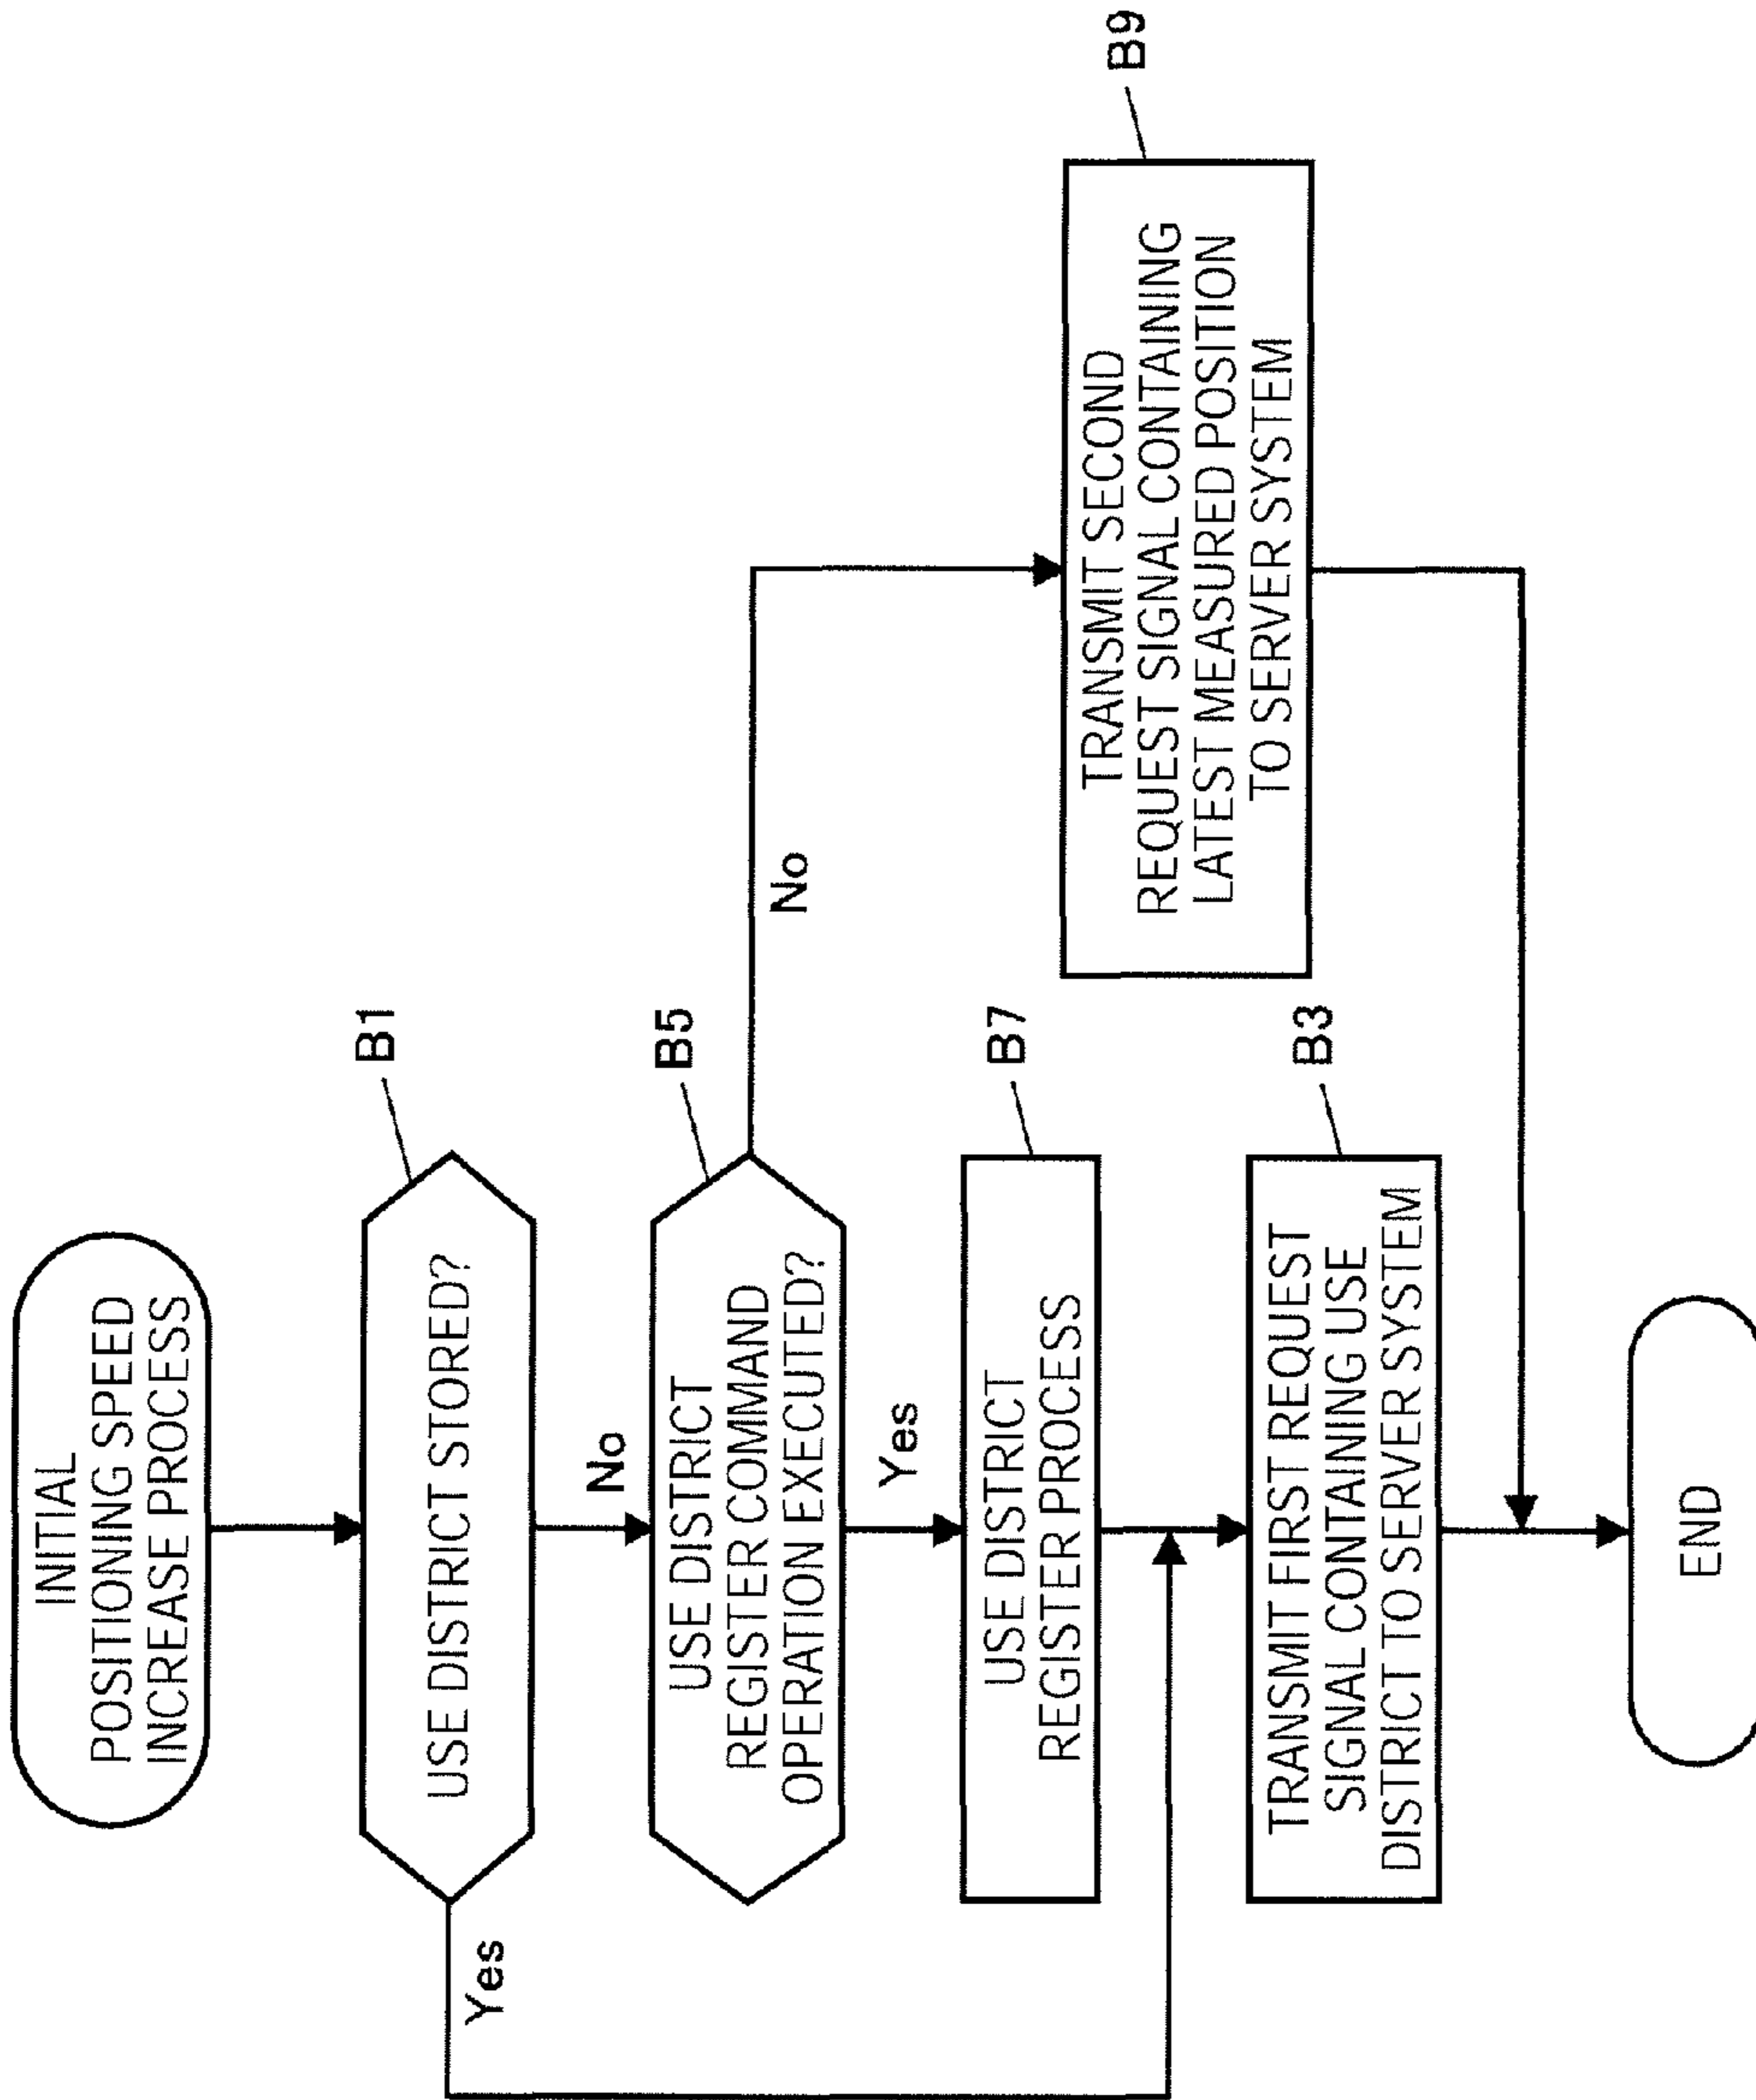 INITIAL
POSITIONING SPEED
INCREASE PROCESS
B1
USE DISTRICT STORED?
Yes
No
B5
USE DISTRICT
REGISTER COMMAND
OPERATION EXECUTED?
No
Yes
B7
USE DISTRICT
REGISTER PROCESS
B9
TRANSMIT SECOND
REQUEST SIGNAL CONTAINING
LATEST MEASURED POSITION
TO SERVER SYSTEM
B3
TRANSMIT FIRST REQUEST
SIGNAL CONTAINING USE
DISTRICT TO SERVER SYSTEM
END